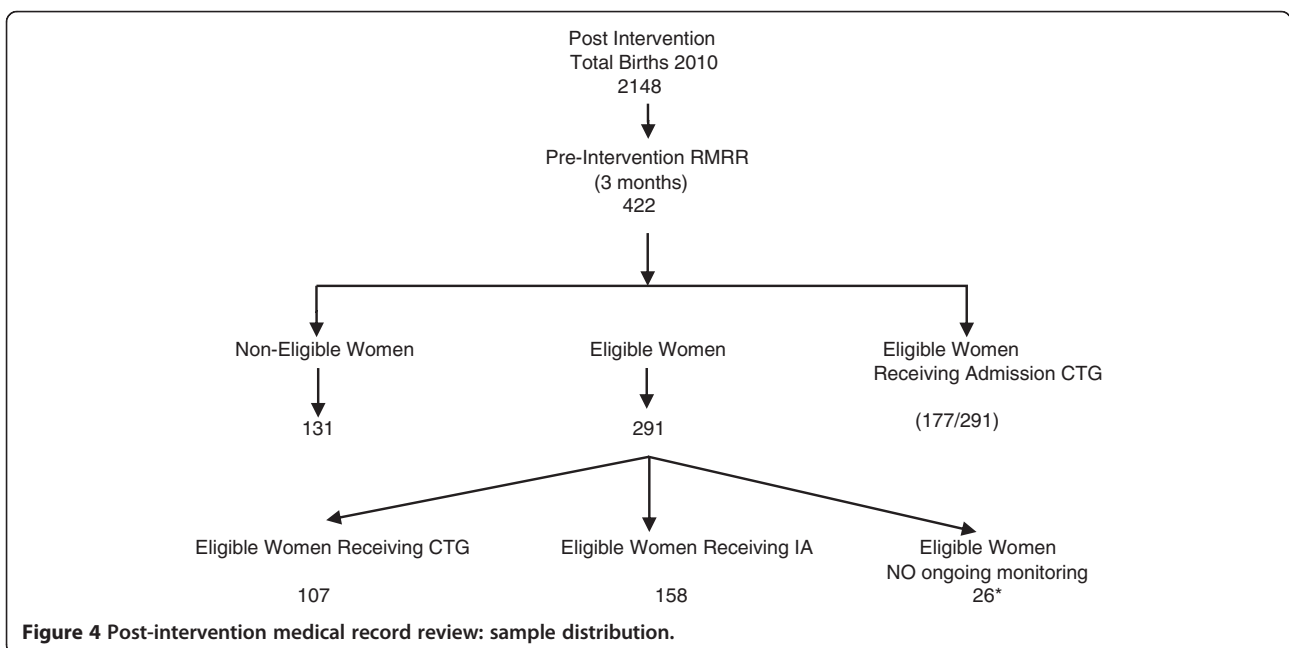 Post Intervention
Total Births 2010
2148
Pre-Intervention RMRR
(3 months)
422
Non-Eligible Women
Eligible Women
Eligible Women
Receiving Admission CTG
131
291
(177/291)
Eligible Women Receiving CTG
Eligible Women Receiving IA
Eligible Women
NO ongoing monitoring
107
158
26*
Figure 4 Post-intervention medical record review: sample distribution.